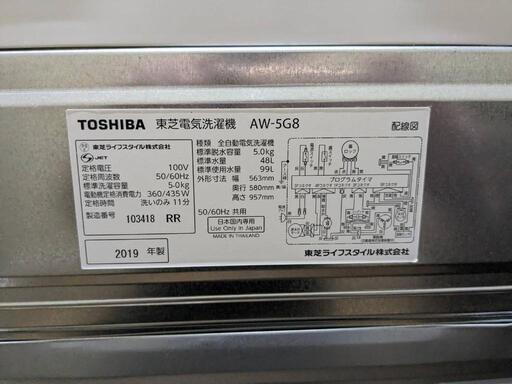 TOSHIBA 東芝電気洗濯機 AW-5G8 配線図
東芝ライフスタイル株式会社
JET
定格電圧 100V
定格周波数 50/60Hz
標準洗濯容量 5.0kg
電動機定格消費電力 360/435W
定格時間 洗いのみ 11分
製造番号 103418 RR
2019 年製
種類 全自動電気洗濯機
標準脱水容量 5.0kg
標準水量 48L
標準使用水量 99L
外形寸法 幅 563mm
奥行 580mm
高さ 957mm
50/60Hz 共用
日本国内専用
Use Only In Japan
MADE IN THAILAND
プログラムタイマ
東芝ライフスタイル株式会社